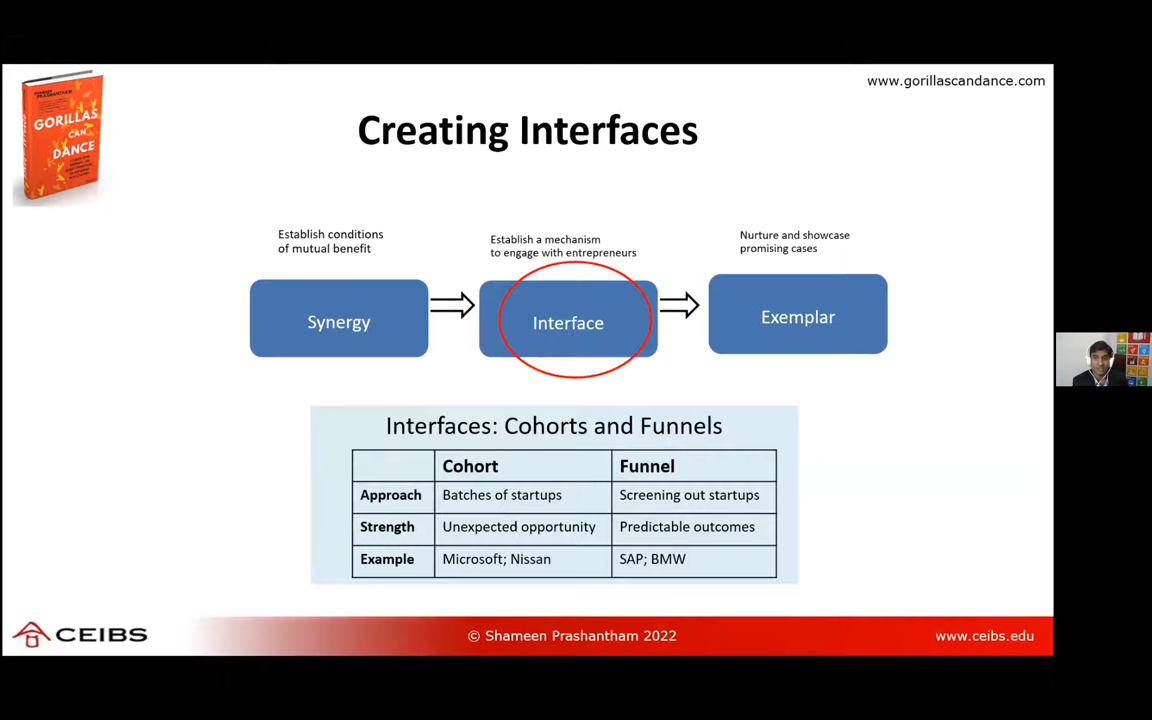 www.gorillascandance.com
GORILLAS
CAN
DANCE
Creating Interfaces
Establish conditions
of mutual benefit
Establish a mechanism
to engage with entrepreneurs
Nurture and showcase
promising cases
Synergy
Interface
Exemplar
Interfaces: Cohorts and Funnels
Cohort Funnel
Approach Batches of startups Screening out startups
Strength Unexpected opportunity Predictable outcomes
Example Microsoft; Nissan SAP; BMW
CEIBS
© Shameen Prashantham 2022
www.ceibs.edu